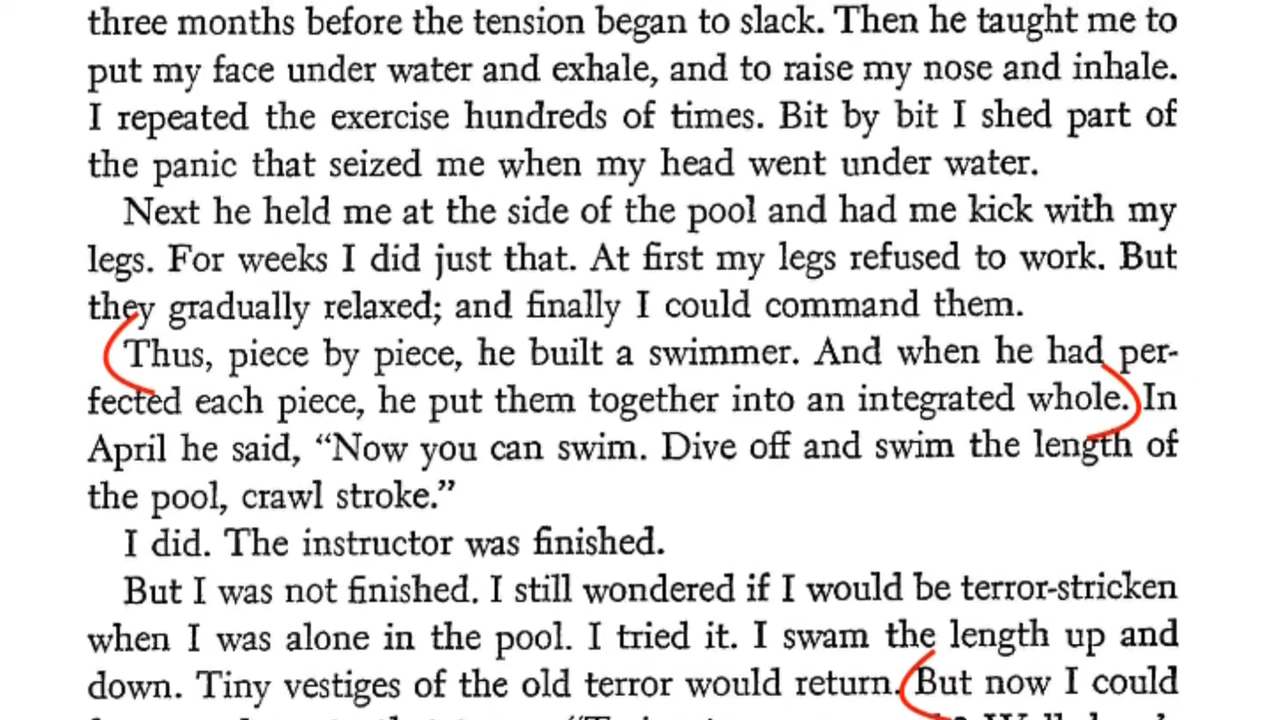 three months before the tension began to slack. Then he taught me to
put my face under water and exhale, and to raise my nose and inhale.
I repeated the exercise hundreds of times. Bit by bit I shed part of
the panic that seized me when my head went under water.
Next he held me at the side of the pool and had me kick with my
legs. For weeks I did just that. At first my legs refused to work. But
they gradually relaxed; and finally I could command them.
Thus, piece by piece, he built a swimmer. And when he had per-
fected each piece, he put them together into an integrated whole. In
April he said, “Now you can swim. Dive off and swim the length of
the pool, crawl stroke.”
I did. The instructor was finished.
But I was not finished. I still wondered if I would be terror-stricken
when I was alone in the pool. I tried it. I swam the length up and
down. Tiny vestiges of the old terror would return. But now I could